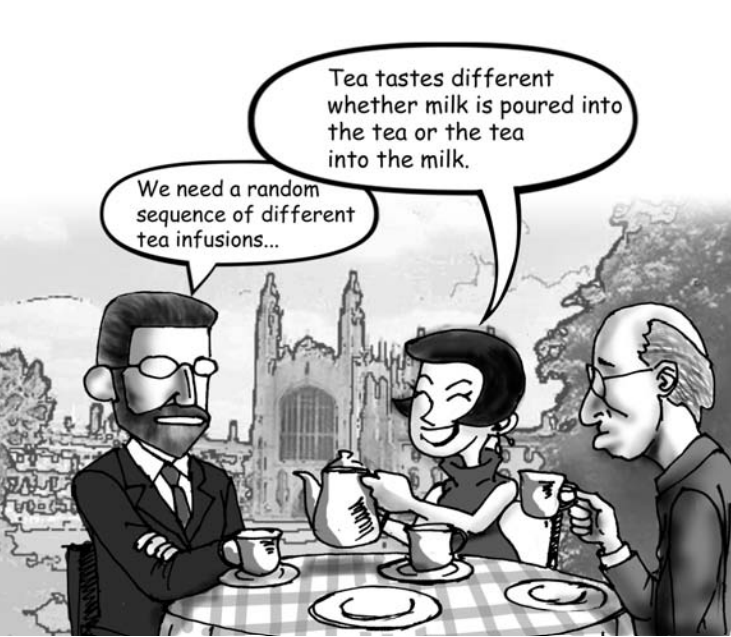 Tea tastes different
whether milk is poured into
the tea or the tea
into the milk.
We need a random
sequence of different
tea infusions...